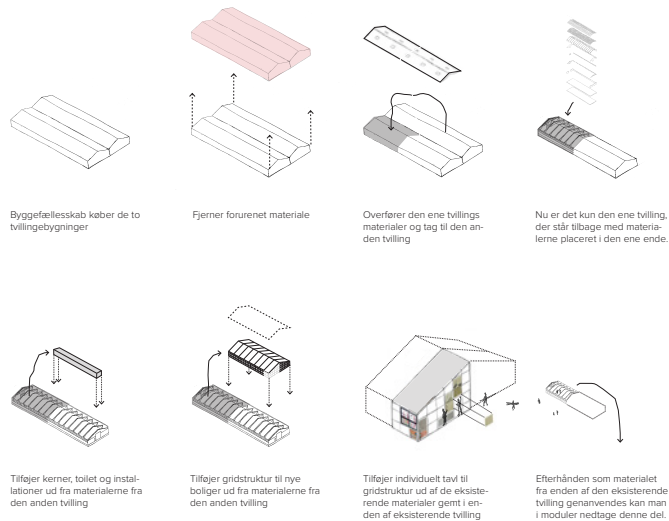 Byggefællesskab køber de to
tvillingebygninger
Fjerner forurenet materiale
Overfører den ene tvillings
materialer og tag til den an-
den tvilling
Nu er det kun den ene tvilling,
der står tilbage med materia-
lerne placeret i den ene ende.
Tilføjer kerner, toilet og instal-
lationer ud fra materialerne fra
den anden tvilling
Tilføjer gridstruktur til nye
boliger ud fra materialerne fra
den anden tvilling
Tilføjer individuelt tavl til
gridstruktur ud af de eksiste-
rende materialer gemt i en-
den af eksisterende tvilling
Efterhånden som materialet
fra enden af den eksisterende
tvilling genanvendes kan man
i moduler nedtage denne del.